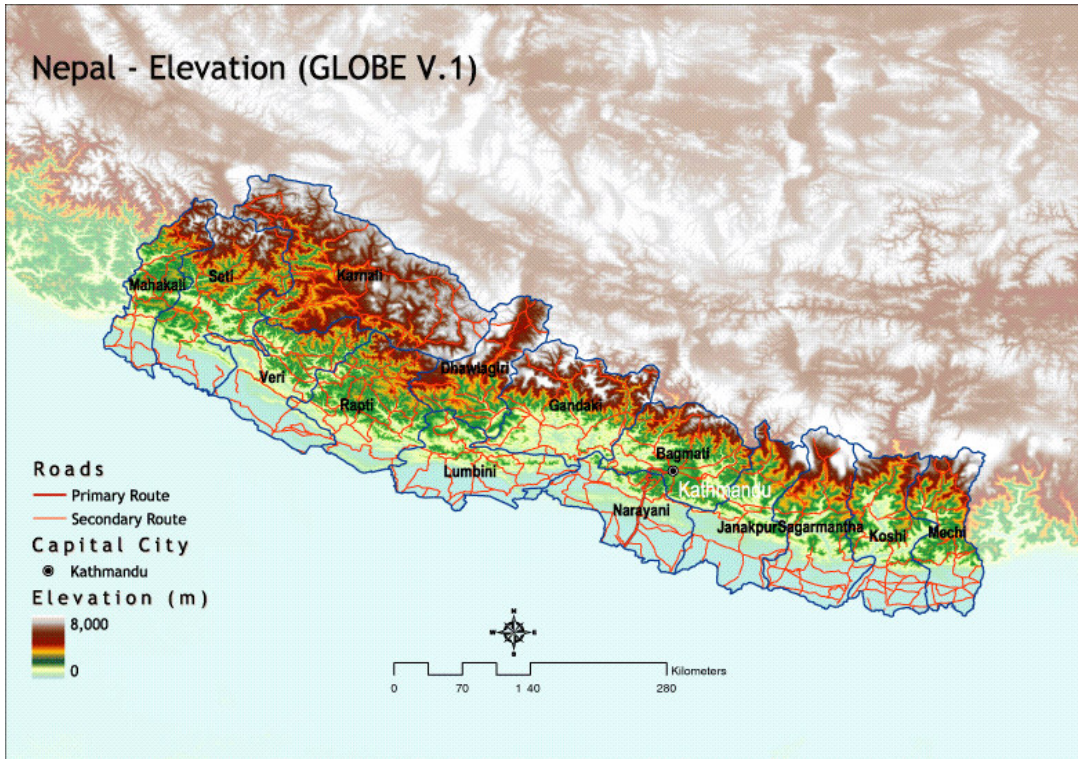 Nepal - Elevation (GLOBE V.1)
Mahakali
Seti
Karnali
Veri
Rapti
Dhawlagiri
Gandaki
Lumbini
Bagmati
Kathmandu
Narayani
Janakpur
Sagarmantha
Koshi
Mechi
Roads
Primary Route
Secondary Route
Capital City
Kathmandu
Elevation (m)
8,000
0
N
W E
S
Kilometers
0 70 1 40 280